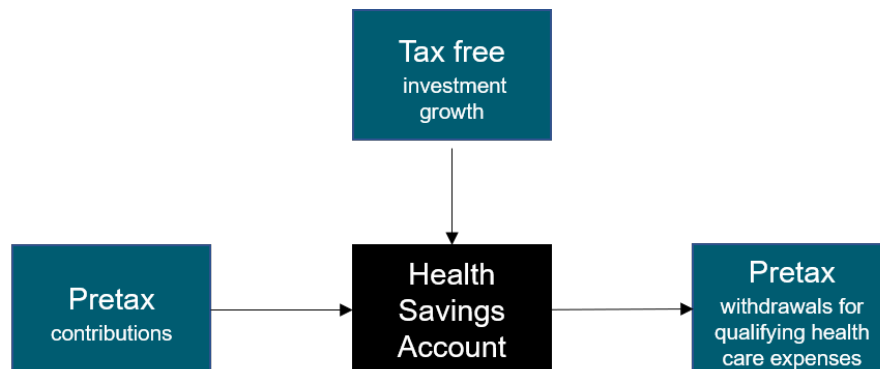 Tax free
investment
growth
Pretax
contributions
Health
Savings
Account
Pretax
withdrawals for
qualifying health
care expenses